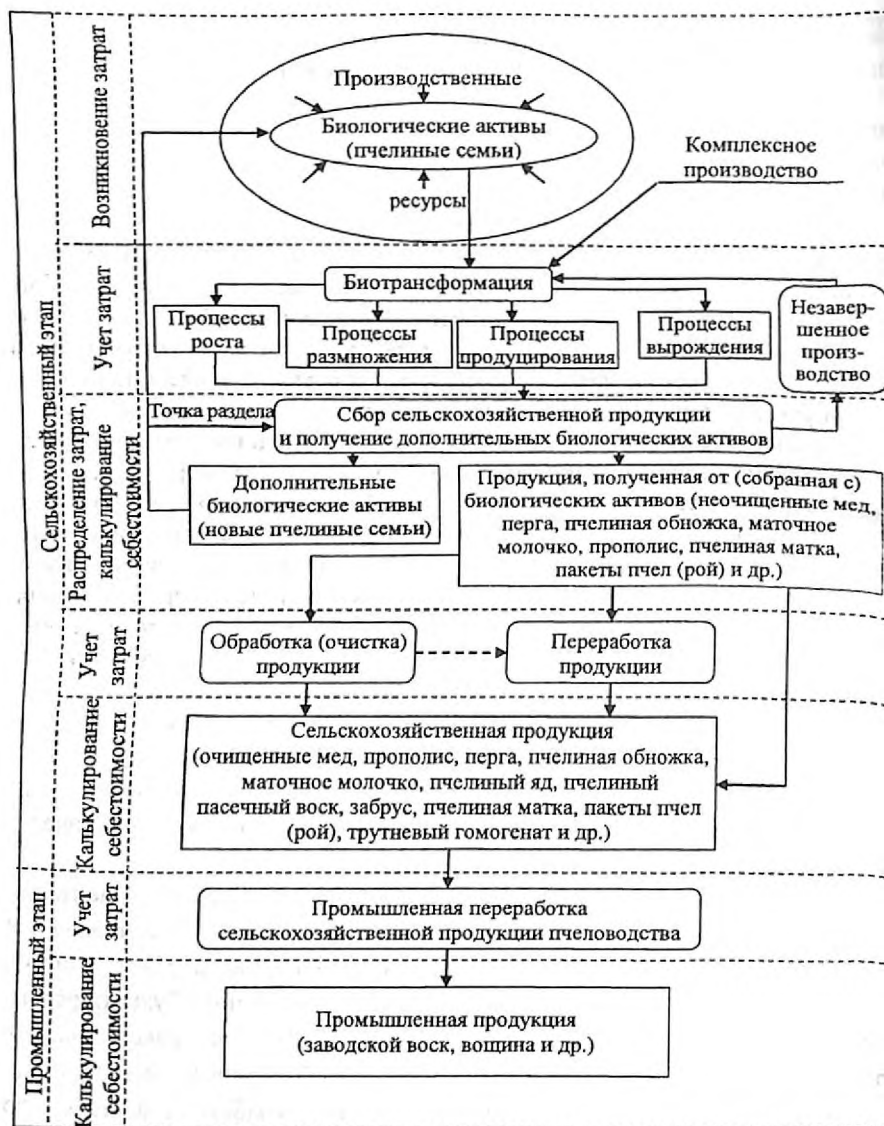 Сельскохозяйственный этап
Промышленный этап
Возникновение затрат
Производственные
Биологические активы
(пчелиные семьи)
ресурсы
Комплексное
производство
Учет затрат
Биотрансформация
Процессы
роста
Процессы
размножения
Процессы
продуцирования
Процессы
вырождения
Незавер-
шенное
произ-
водство
Распределение затрат,
калькулирование
себестоимости
Точка раздела
Сбор сельскохозяйственной продукции
и получение дополнительных биологических активов
Дополнительные
биологические активы
(новые пчелиные семьи)
Продукция, полученная от (собранная с)
биологических активов (неочищенные мед,
перга, пчелиная обножка, маточное
молочко, прополис, пчелиная матка,
пакеты пчел (рой) и др.)
Учет
затрат
Обработка (очистка)
продукции
Переработка
продукции
Калькулирование
себестоимости
Сельскохозяйственная продукция
(очищенные мед, прополис, перга, пчелиная обножка,
маточное молочко, пчелиный яд, пчелиный
пасечный воск, забрус, пчелиная матка, пакеты пчел
(рой), трутневый гомогенат и др.)
Учет
затрат
Промышленная переработка
сельскохозяйственной продукции пчеловодства
Калькулирование
себестоимости
Промышленная продукция
(заводской воск, вощина и др.)